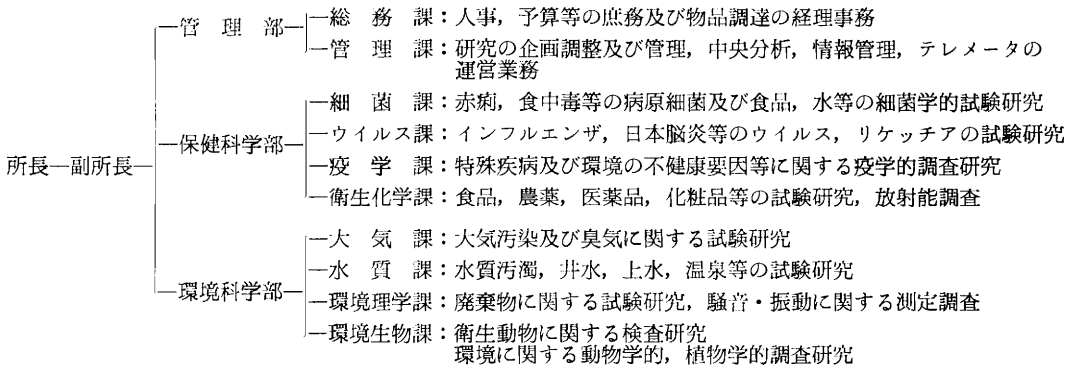 総務課：人事，予算等の庶務及び物品調達の経理事務
管理部
管理課：研究の企画調整及び管理，中央分析，情報管理，テレメータの
運営業務
細菌課：赤痢，食中毒等の病原細菌及び食品，水等の細菌学的試験研究
ウイルス課：インフルエンザ，日本脳炎等のウイルス，リケッチアの試験研究
保健科学部
所長―副所長
疫学課：特殊疾病及び環境の不健康要因等に関する疫学的調査研究
衛生化学課：食品，農薬，医薬品，化粧品等の試験研究，放射能調査
大気課：大気汚染及び臭気に関する試験研究
水質課：水質汚濁，井水，上水，温泉等の試験研究
環境科学部
環境理学課：廃棄物に関する試験研究，騒音・振動に関する測定調査
環境生物課：衛生動物に関する検査研究
環境に関する動物学的，植物学的調査研究